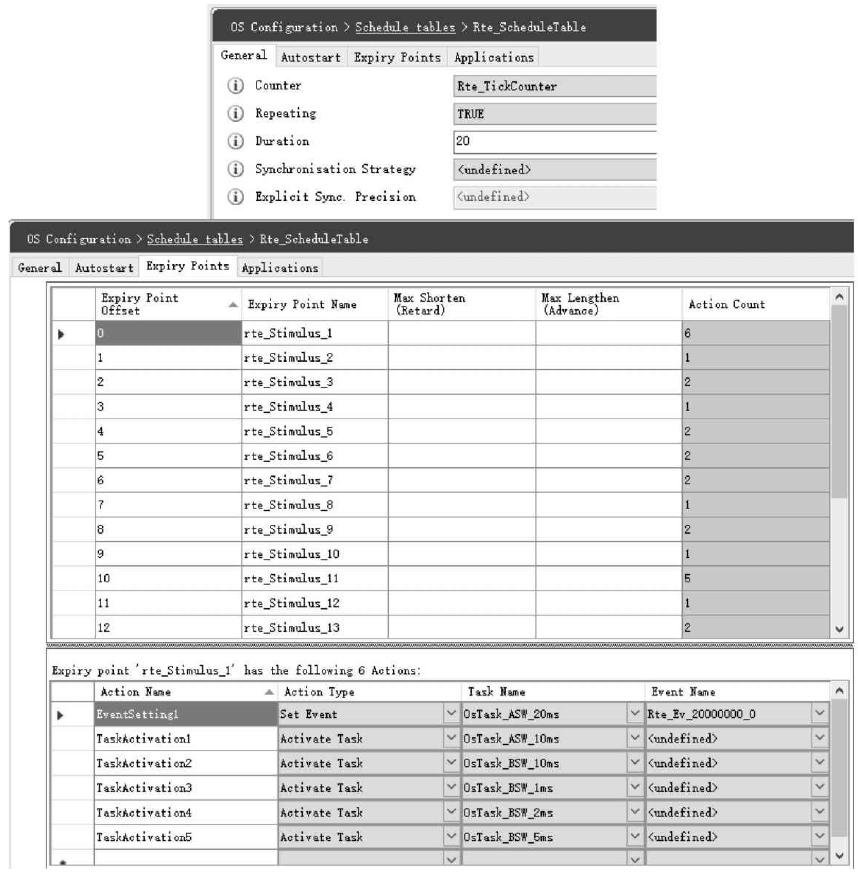 OS Configuration > Schedule tables > Rte_ScheduleTable
General Autostart Expiry Points Applications
Counter Rte_TickCounter
Repeating TRUE
Duration 20
Synchronisation Strategy <undefined>
Explicit Sync. Precision <undefined>
OS Configuration > Schedule tables > Rte_ScheduleTable
General Autostart Expiry Points Applications
Expiry Point Offset Expiry Point Name Max Shorten (Retard) Max Lengthen (Advance) Action Count
0 rte_Stimulus_1 6
1 rte_Stimulus_2 1
2 rte_Stimulus_3 2
3 rte_Stimulus_4 1
4 rte_Stimulus_5 2
5 rte_Stimulus_6 2
6 rte_Stimulus_7 2
7 rte_Stimulus_8 1
8 rte_Stimulus_9 2
9 rte_Stimulus_10 1
10 rte_Stimulus_11 5
11 rte_Stimulus_12 1
12 rte_Stimulus_13 2
Expiry point 'rte_Stimulus_1' has the following 6 Actions:
Action Name Action Type Task Name Event Name
EventSetting1 Set Event OsTask_ASW_20ms Rte_Ev_20000000_0
TaskActivation1 Activate Task OsTask_ASW_10ms <undefined>
TaskActivation2 Activate Task OsTask_BSW_10ms <undefined>
TaskActivation3 Activate Task OsTask_BSW_1ms <undefined>
TaskActivation4 Activate Task OsTask_BSW_2ms <undefined>
TaskActivation5 Activate Task OsTask_BSW_5ms <undefined>